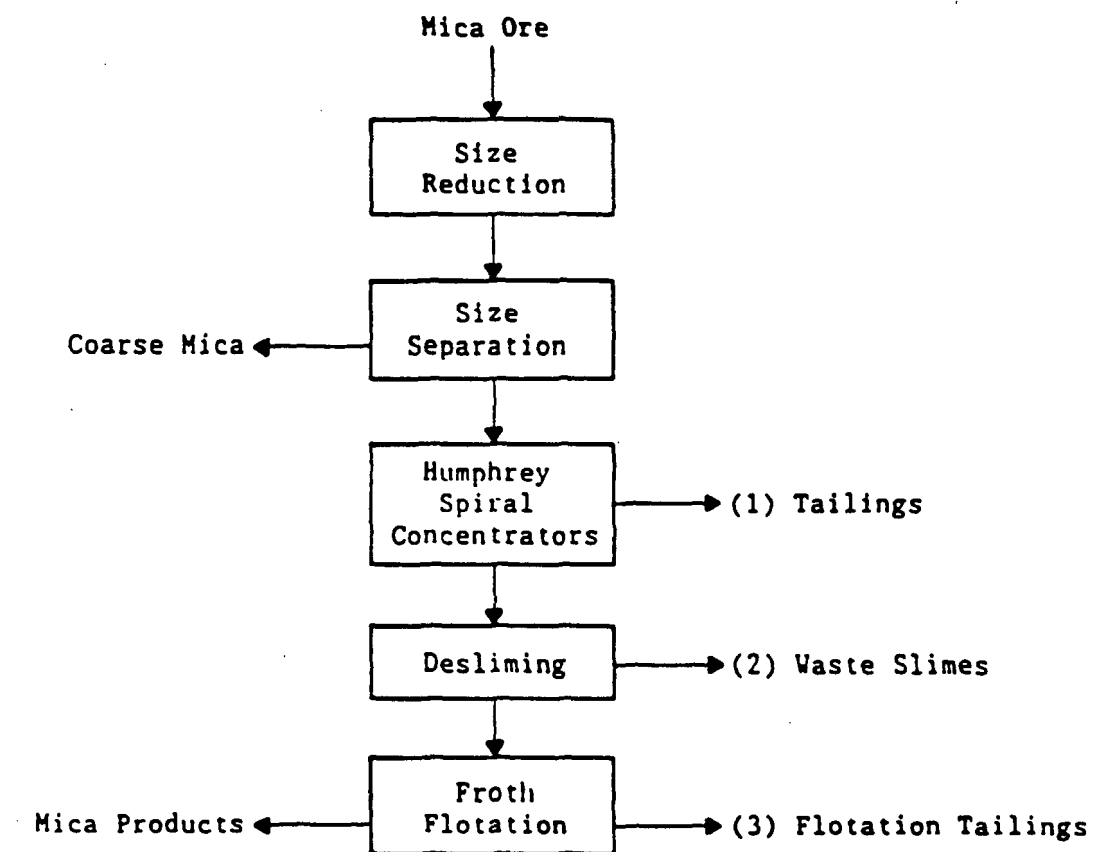 Mica Ore
Size
Reduction
Size
Separation
Coarse Mica
Humphrey
Spiral
Concentrators
(1) Tailings
Desliming
(2) Waste Slimes
Froth
Flotation
Mica Products
(3) Flotation Tailings